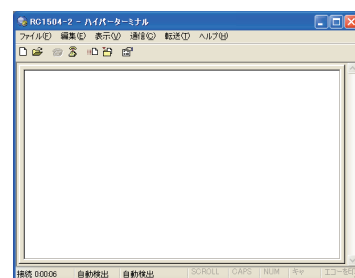 RC1504-2 - ハイパーターミナル
ファイル(F) 編集(E) 表示(V) 通信(C) 転送(T) ヘルプ(H)
接続 0:00:06 自動検出 自動検出 SCROLL CAPS NUM キャ エコーを印